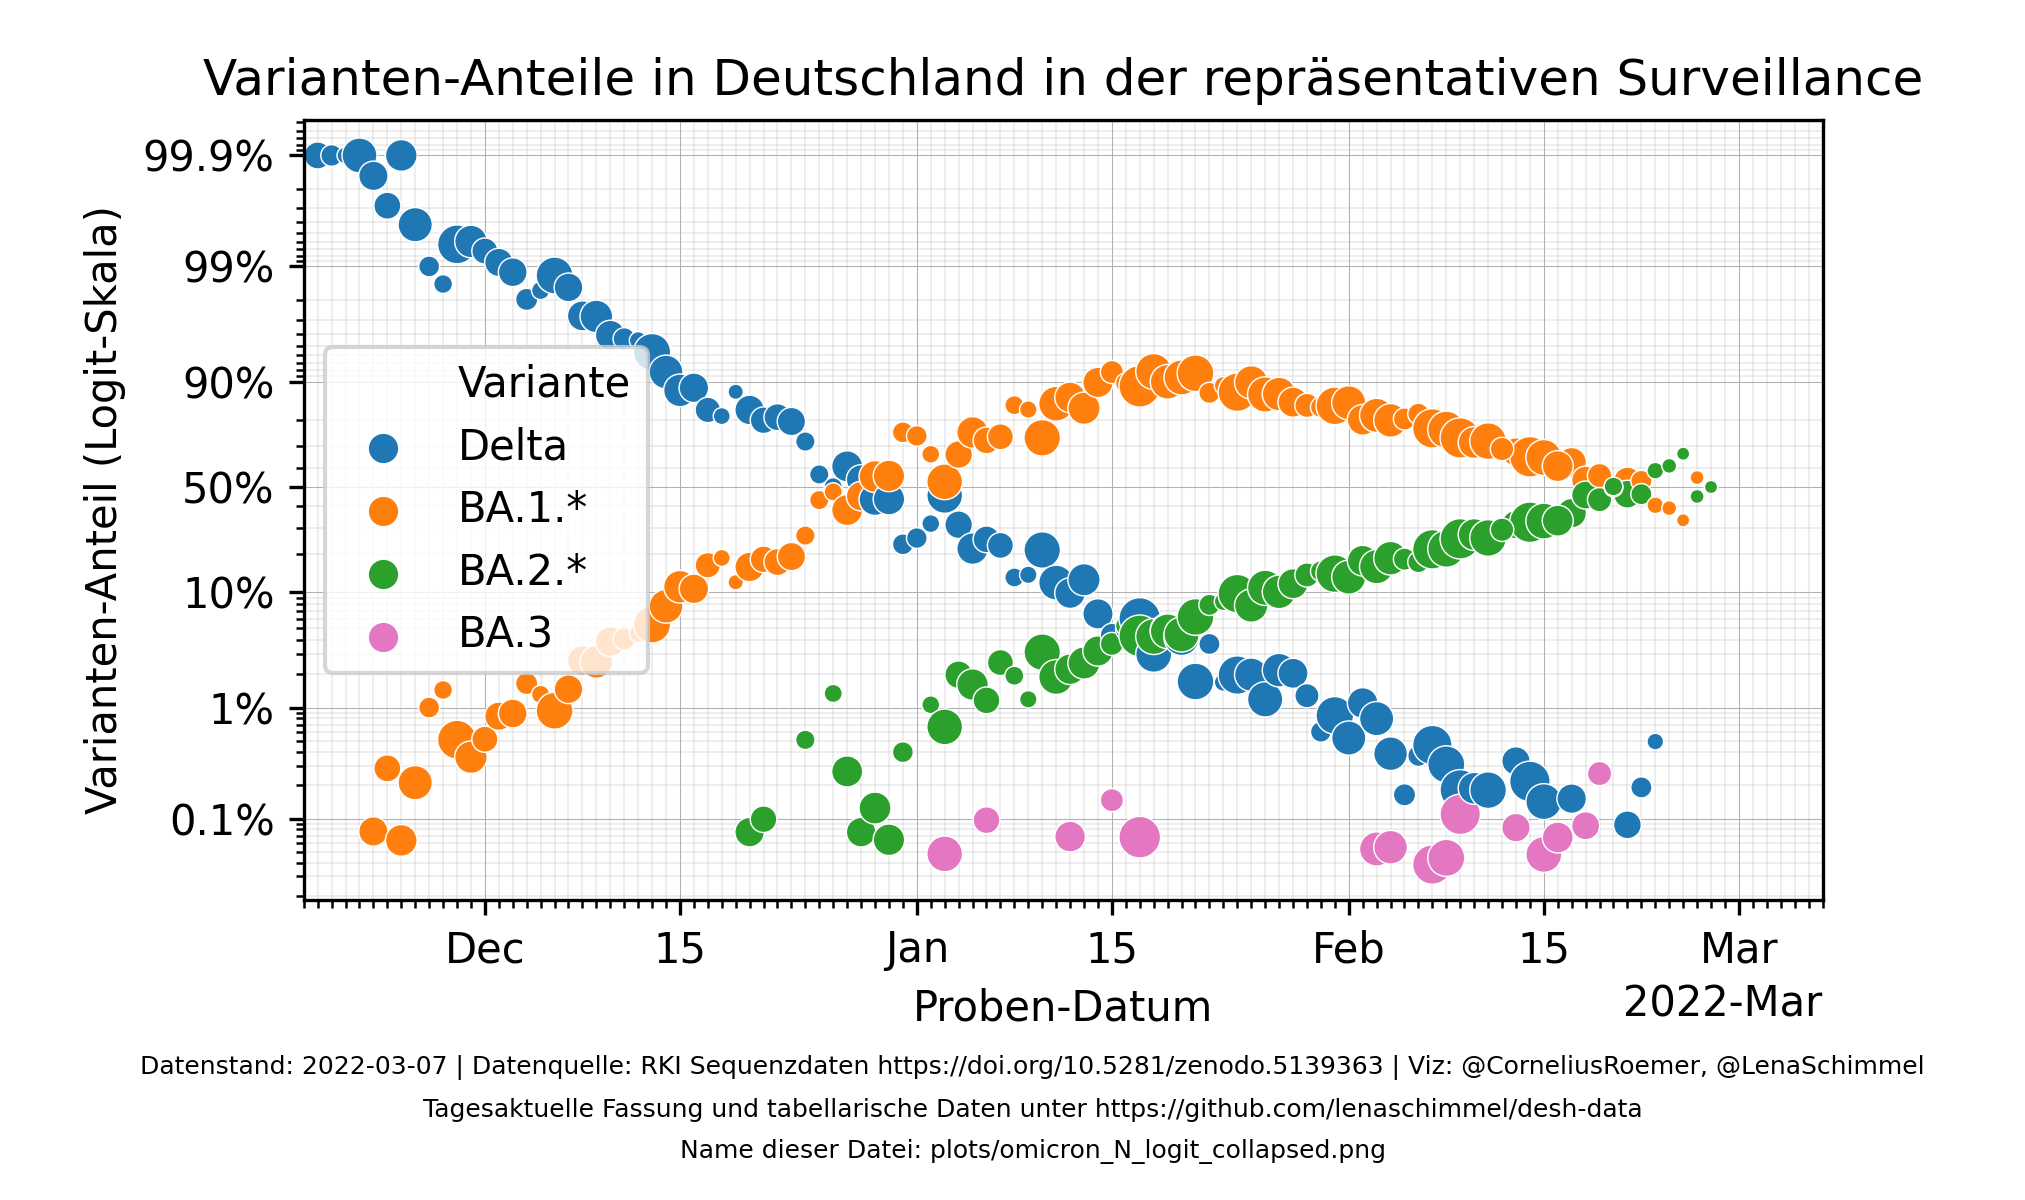 Varianten-Anteile in Deutschland in der repräsentativen Surveillance
Varianten-Anteil (Logit-Skala)
99.9%
99%
90%
50%
10%
1%
0.1%
Variante
Delta
BA.1.*
BA.2.*
BA.3
Dec
15
Jan
15
Feb
15
Mar
2022-Mar
Proben-Datum
Datenstand: 2022-03-07 | Datenquelle: RKI Sequenzdaten https://doi.org/10.5281/zenodo.5139363 | Viz: @CorneliusRoemer, @LenaSchimmel
Tagesaktuelle Fassung und tabellarische Daten unter https://github.com/lenaschimmel/desh-data
Name dieser Datei: plots/omicron_N_logit_collapsed.png